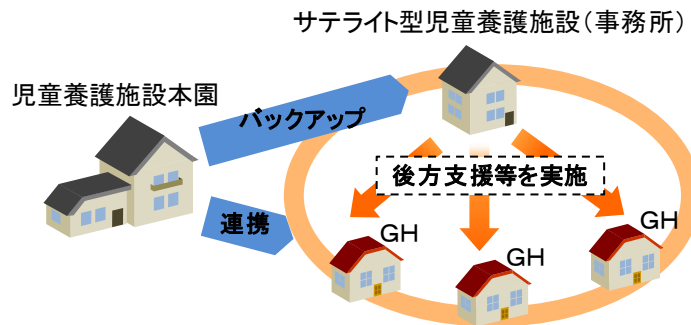 サテライト型児童養護施設（事務所）
児童養護施設本園
バックアップ
後方支援等を実施
連携
ＧＨ
ＧＨ
ＧＨ